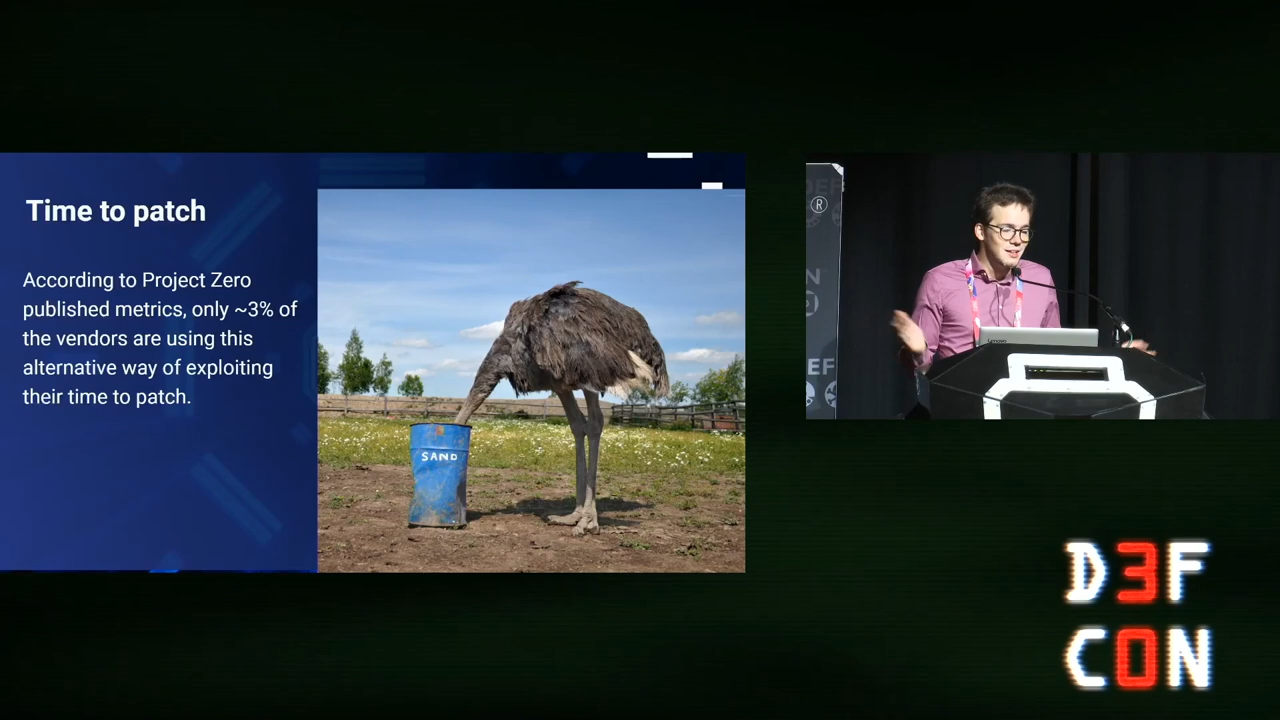 Time to patch
According to Project Zero
published metrics, only ~3% of
the vendors are using this
alternative way of exploiting
their time to patch.
SAND
®
D3F
C0N